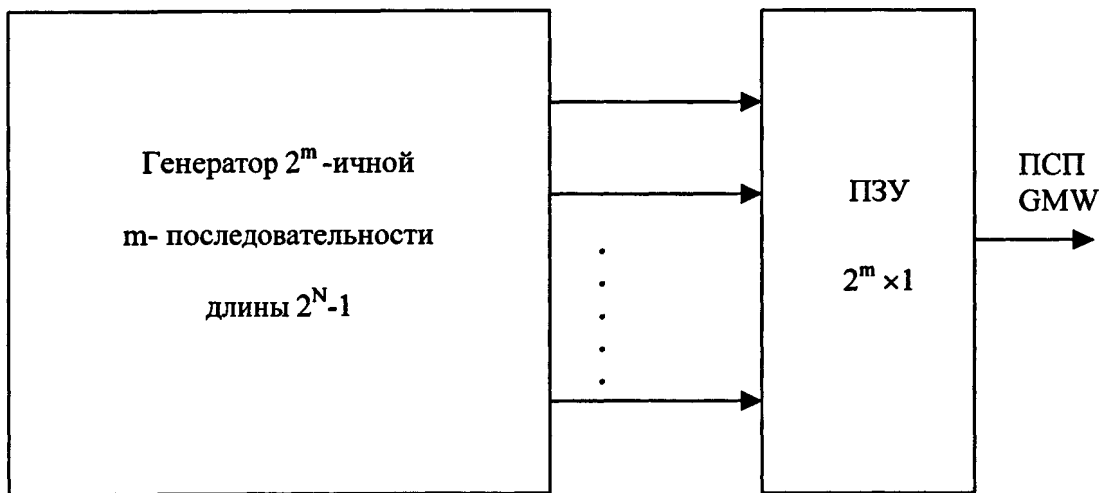 Генератор 2^m -ичной
m- последовательности
длины 2^N-1
ПЗУ
2^m ×1
ПСП
GMW